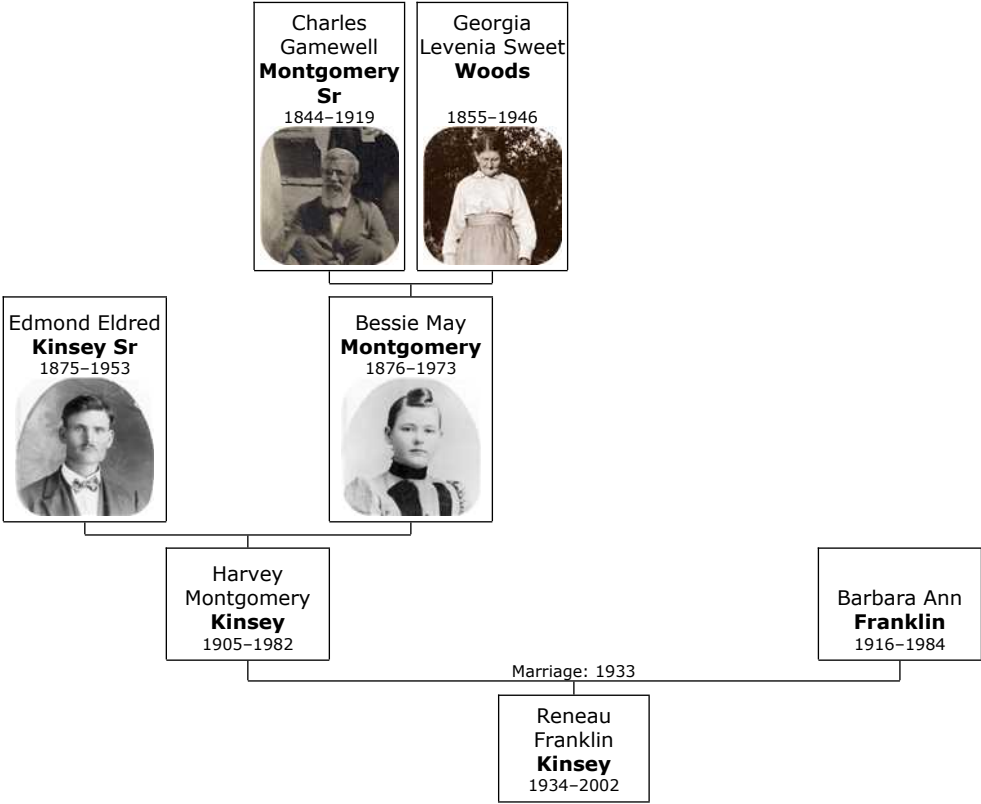 Charles
Gamewell
Montgomery
Sr
1844–1919
Georgia
Levenia Sweet
Woods
1855–1946
Edmond Eldred
Kinsey Sr
1875–1953
Bessie May
Montgomery
1876–1973
Harvey
Montgomery
Kinsey
1905–1982
Barbara Ann
Franklin
1916–1984
Marriage: 1933
Reneau
Franklin
Kinsey
1934–2002